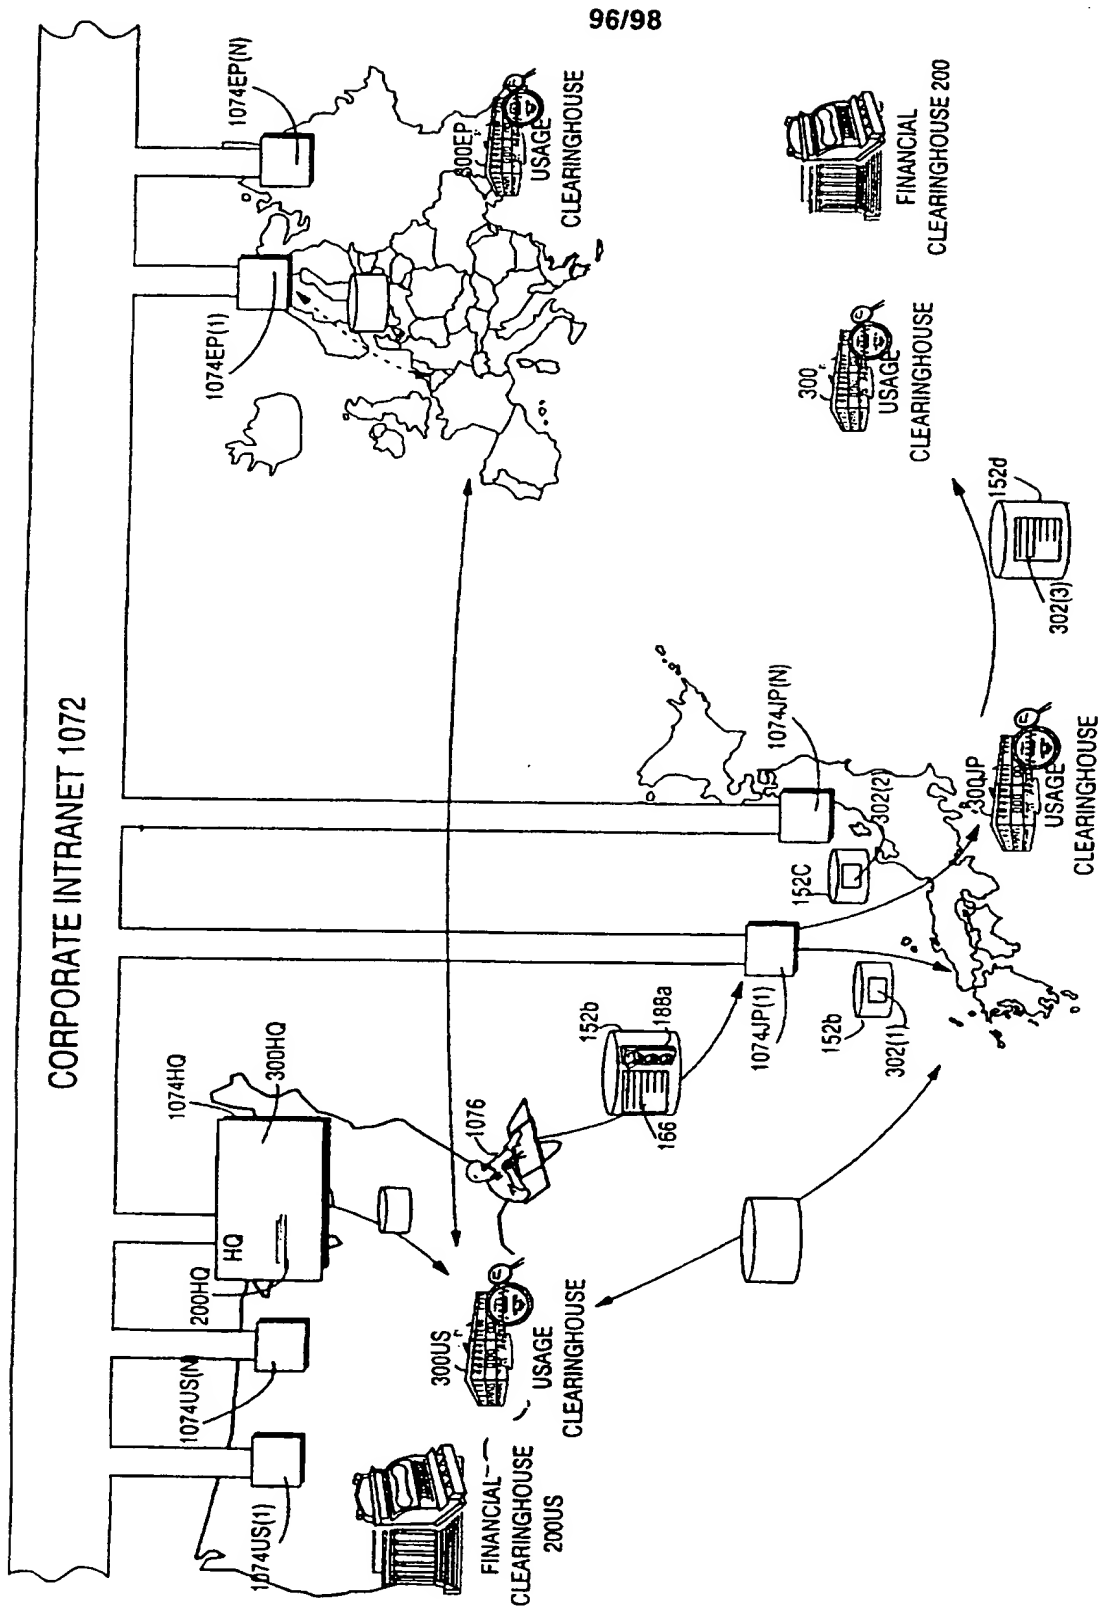 96/98
CORPORATE INTRANET 1072
1074HQ
300HQ
HQ
200HQ
1074US(N)
1074US(1)
1074EP(1)
1074EP(N)
300EP
USAGE
CLEARINGHOUSE
1076
300US
USAGE
CLEARINGHOUSE
FINANCIAL
CLEARINGHOUSE
200US
152b
188a
166
1074JP(1)
1074JP(N)
152C
302(2)
152b
302(1)
300JP
USAGE
CLEARINGHOUSE
152d
302(3)
300
USAGE
CLEARINGHOUSE
FINANCIAL
CLEARINGHOUSE 200